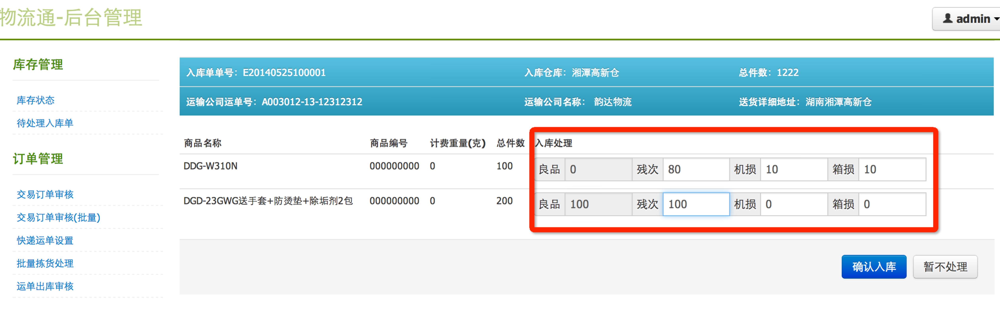 物流通-后台管理
admin
库存管理
库存状态
待处理入库单
订单管理
交易订单审核
交易订单审核(批量)
快递运单设置
批量拣货处理
运单出库审核
入库单单号：E20140525100001 入库仓库：湘潭高新仓 总件数：1222
运输公司运单号：A003012-13-12312312 运输公司名称： 韵达物流 送货详细地址：湖南湘潭高新仓
商品名称 商品编号 计费重量(克) 总件数 入库处理
DDG-W310N 000000000 0 100 良品 0 残次 80 机损 10 箱损 10
DGD-23GWG送手套+防烫垫+除垢剂2包 000000000 0 200 良品 100 残次 100 机损 0 箱损 0
确认入库 暂不处理